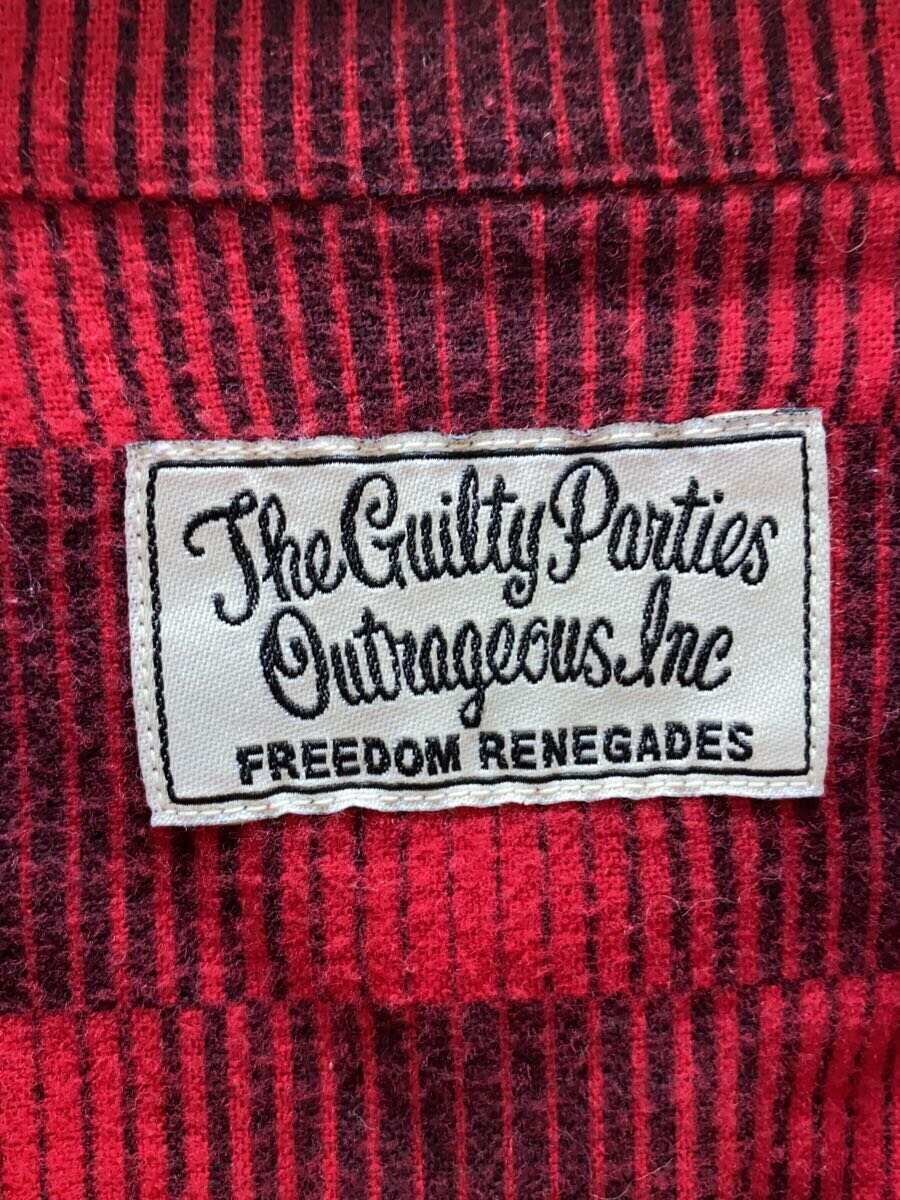 The Guilty Parties
Outrageous.Inc
FREEDOM RENEGADES